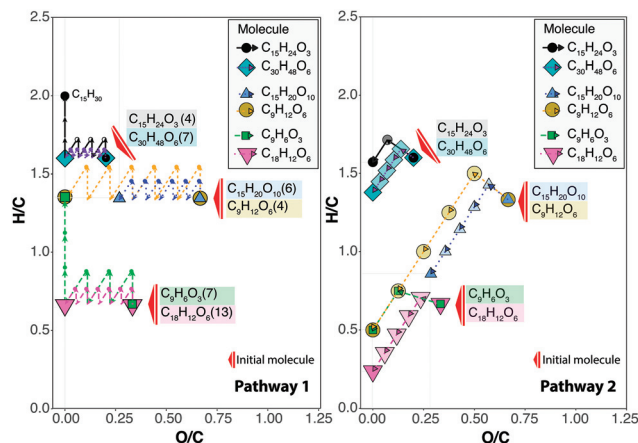 2.5
2.0
1.5
1.0
0.5
0.0
H/C
0.00
0.25
0.50
0.75
1.00
1.25
O/C
Molecule
C₁₅H₂₄O₃
C₃₀H₄₈O₆
C₁₅H₂₀O₁₀
C₉H₁₂O₆
C₉H₆O₃
C₁₈H₁₂O₆
C₁₅H₃₀
C₁₅H₂₄O₃(4)
C₃₀H₄₈O₆(7)
C₁₅H₂₀O₁₀(6)
C₉H₁₂O₆(4)
C₉H₆O₃(7)
C₁₈H₁₂O₆(13)
Initial molecule
Pathway 1
2.5
2.0
1.5
1.0
0.5
0.0
H/C
0.00
0.25
0.50
0.75
1.00
1.25
O/C
Molecule
C₁₅H₂₄O₃
C₃₀H₄₈O₆
C₁₅H₂₀O₁₀
C₉H₁₂O₆
C₉H₆O₃
C₁₈H₁₂O₆
C₁₅H₂₄O₃
C₃₀H₄₈O₆
C₁₅H₂₀O₁₀
C₉H₁₂O₆
C₉H₆O₃
C₁₈H₁₂O₆
Initial molecule
Pathway 2